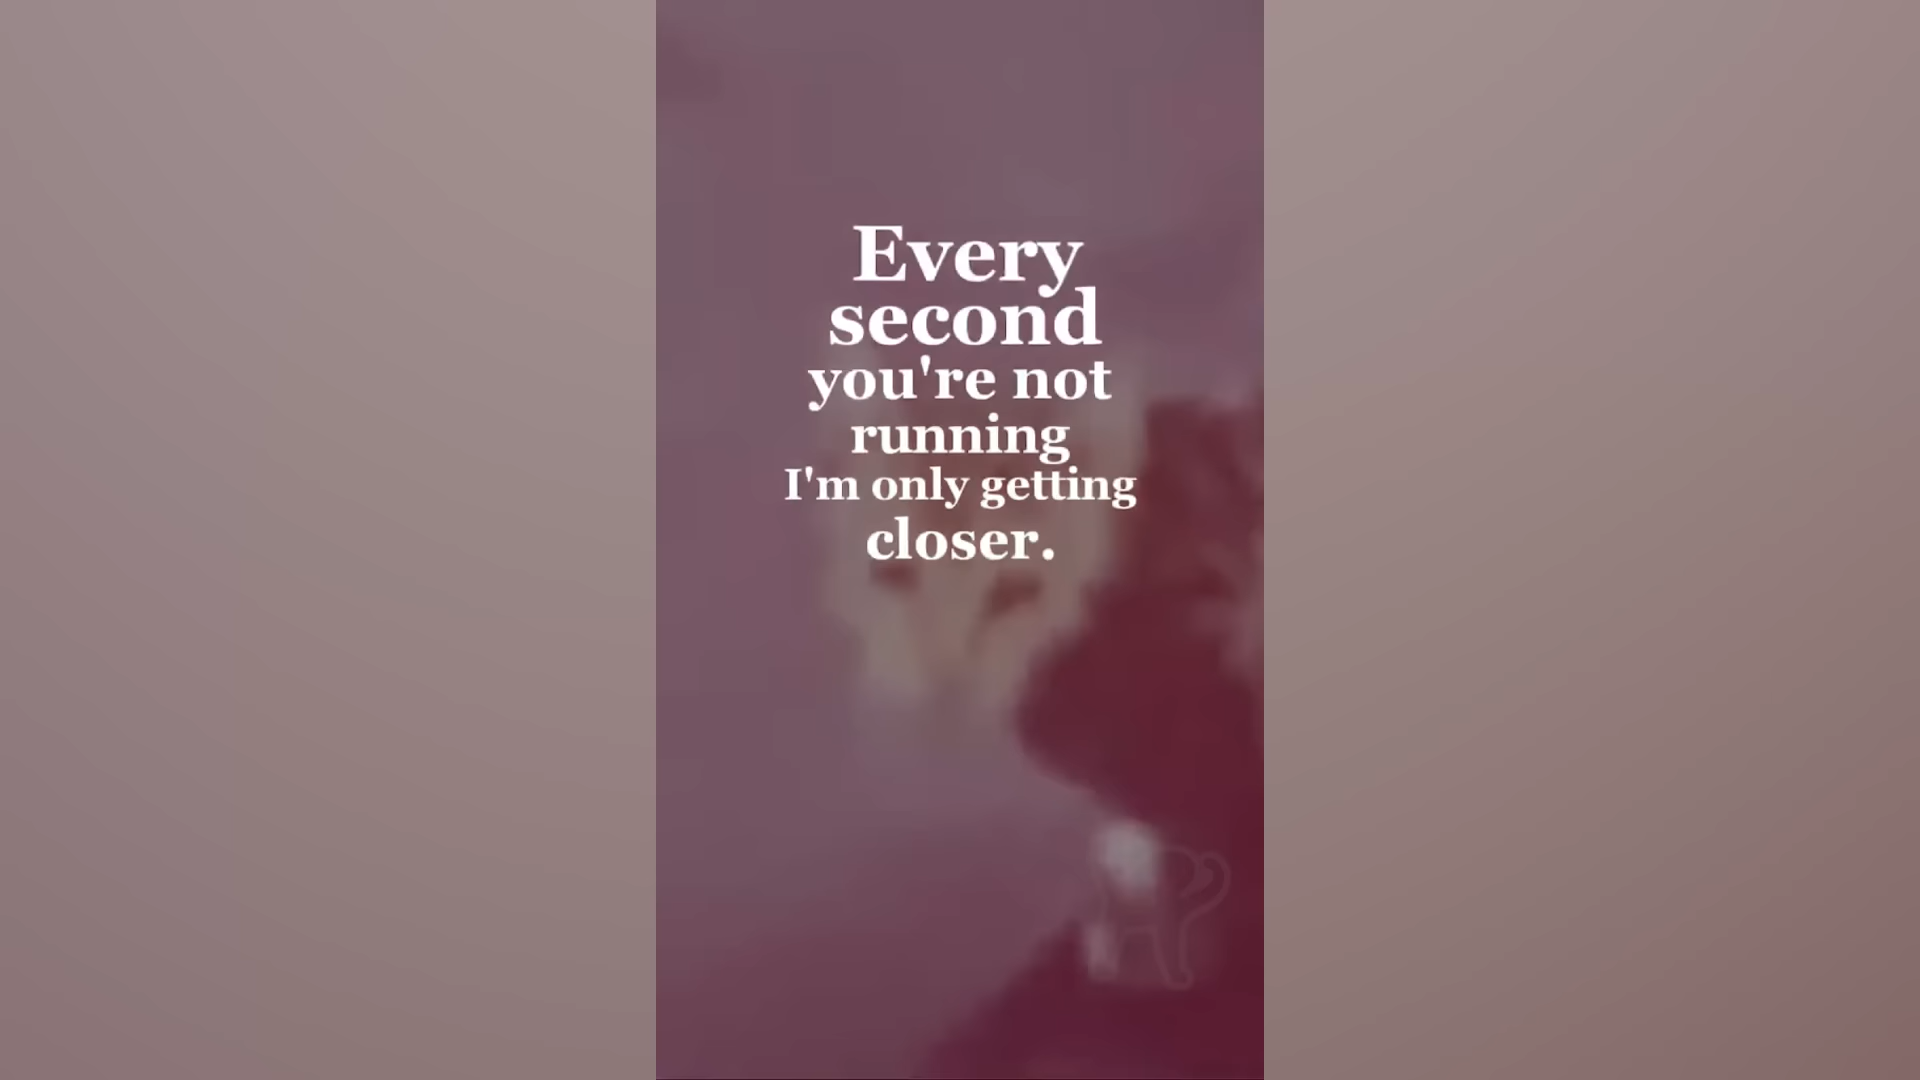 Every
second
you're not
running
I'm only getting
closer.